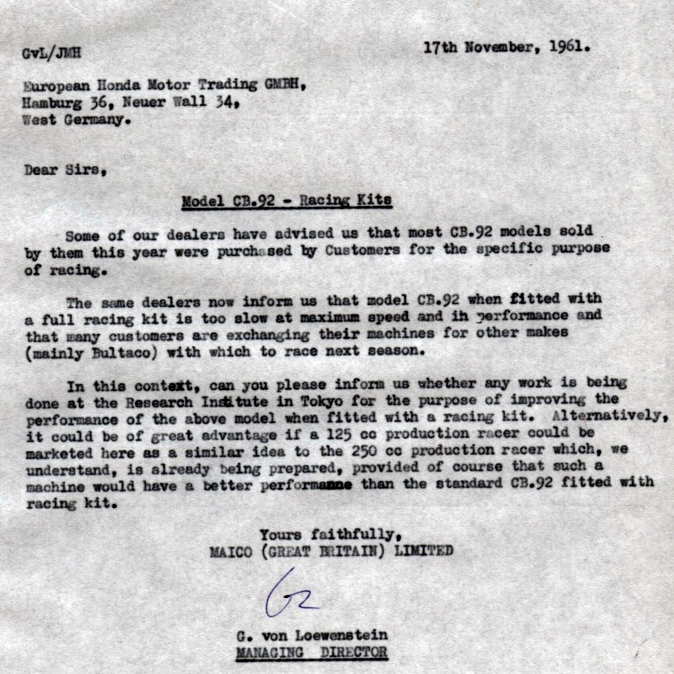 GvL/JMH
17th November, 1961.
European Honda Motor Trading GMBH,
Hamburg 36, Neuer Wall 34,
West Germany.
Dear Sirs,
Model CB.92 - Racing Kits
Some of our dealers have advised us that most CB.92 models sold
by them this year were purchased by Customers for the specific purpose
of racing.
The same dealers now inform us that model CB.92 when fitted with
a full racing kit is too slow at maximum speed and in performance and
that many customers are exchanging their machines for other makes
(mainly Bultaco) with which to race next season.
In this context, can you please inform us whether any work is being
done at the Research Institute in Tokyo for the purpose of improving the
performance of the above model when fitted with a racing kit. Alternatively,
it could be of great advantage if a 125 cc production racer could be
marketed here as a similar idea to the 250 cc production racer which, we
understand, is already being prepared, provided of course that such a
machine would have a better performanne than the standard CB.92 fitted with
racing kit.
Yours faithfully,
MAICO (GREAT BRITAIN) LIMITED
G. von Loewenstein
MANAGING DIRECTOR